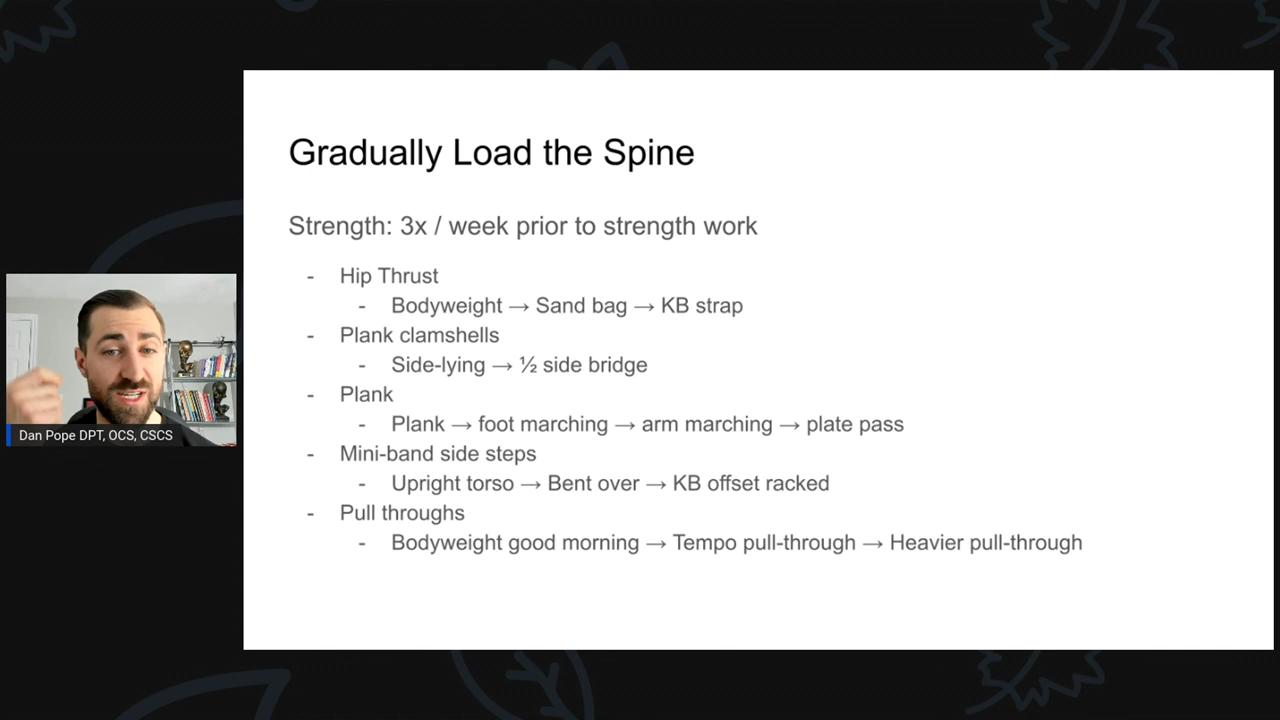 Gradually Load the Spine
Strength: 3x / week prior to strength work
- Hip Thrust
- Bodyweight → Sand bag → KB strap
- Plank clamshells
- Side-lying → ½ side bridge
- Plank
- Plank → foot marching → arm marching → plate pass
- Mini-band side steps
- Upright torso → Bent over → KB offset racked
- Pull throughs
- Bodyweight good morning → Tempo pull-through → Heavier pull-through
Dan Pope DPT, OCS, CSCS